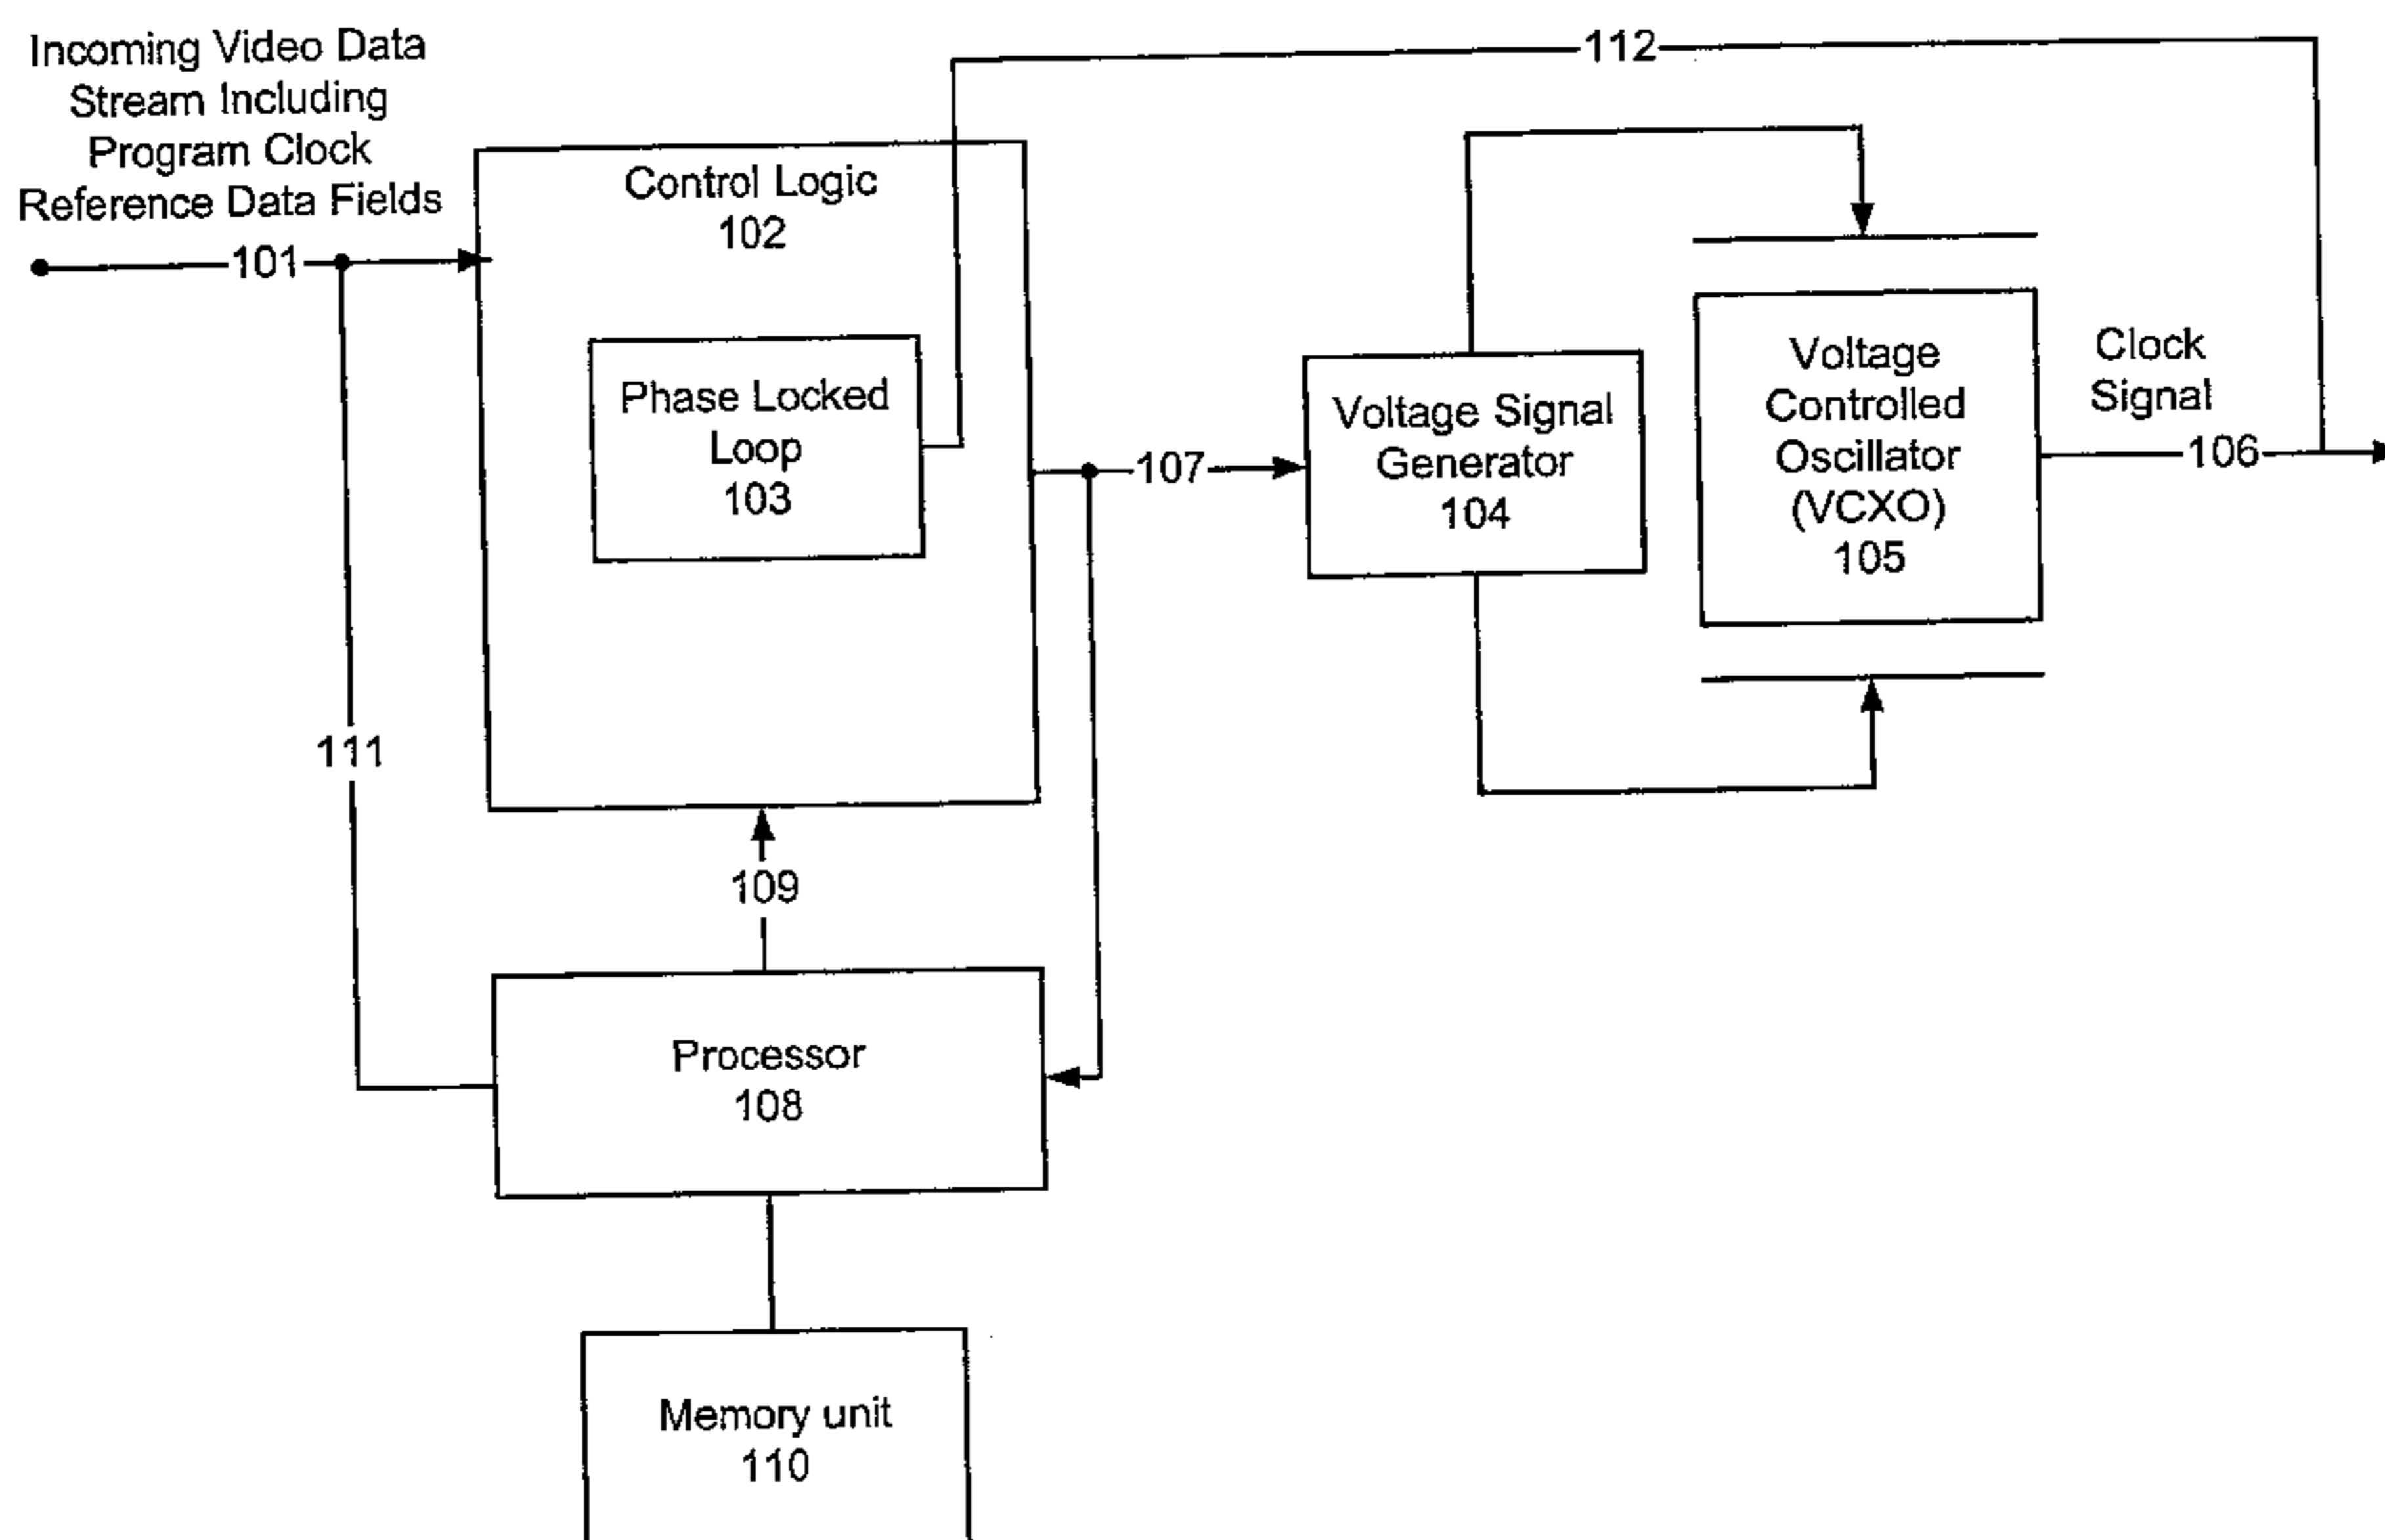 Incoming Video Data
Stream Including
Program Clock
Reference Data Fields
101
112
Control Logic
102
Phase Locked
Loop
103
107
Voltage Signal
Generator
104
Voltage
Controlled
Oscillator
(VCXO)
105
Clock
Signal
106
111
109
Processor
108
Memory unit
110